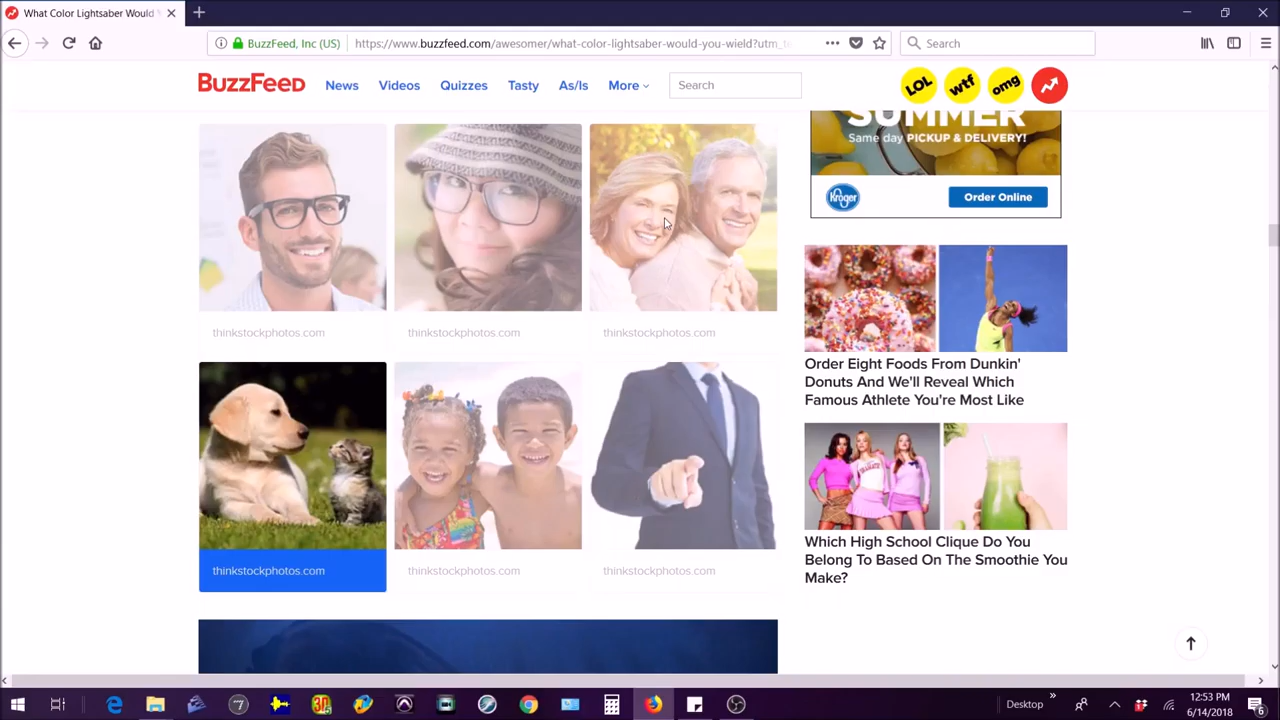 What Color Lightsaber Would
BuzzFeed, Inc (US)
https://www.buzzfeed.com/awesomer/what-color-lightsaber-would-you-wield?utm_te
Search
BuzzFeed
News
Videos
Quizzes
Tasty
As/Is
More
Search
LOL
wtf
omg
SUMMER
Same day PICKUP & DELIVERY!
Kroger
Order Online
thinkstockphotos.com
thinkstockphotos.com
thinkstockphotos.com
Order Eight Foods From Dunkin'
Donuts And We'll Reveal Which
Famous Athlete You're Most Like
thinkstockphotos.com
thinkstockphotos.com
thinkstockphotos.com
Which High School Clique Do You
Belong To Based On The Smoothie You
Make?
Desktop
12:53 PM
6/14/2018